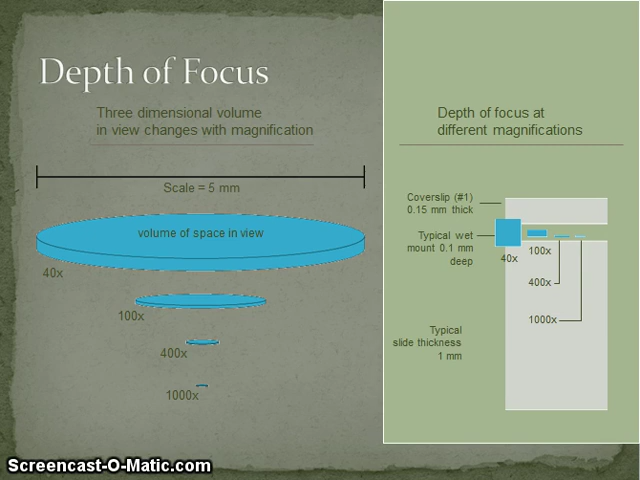 Depth of Focus
Three dimensional volume
in view changes with magnification
Scale = 5 mm
volume of space in view
40x
100x
400x
1000x
Depth of focus at
different magnifications
Coverslip (#1)
0.15 mm thick
Typical wet
mount 0.1 mm
deep
40x
100x
400x
1000x
Typical
slide thickness
1 mm
Screencast-O-Matic.com